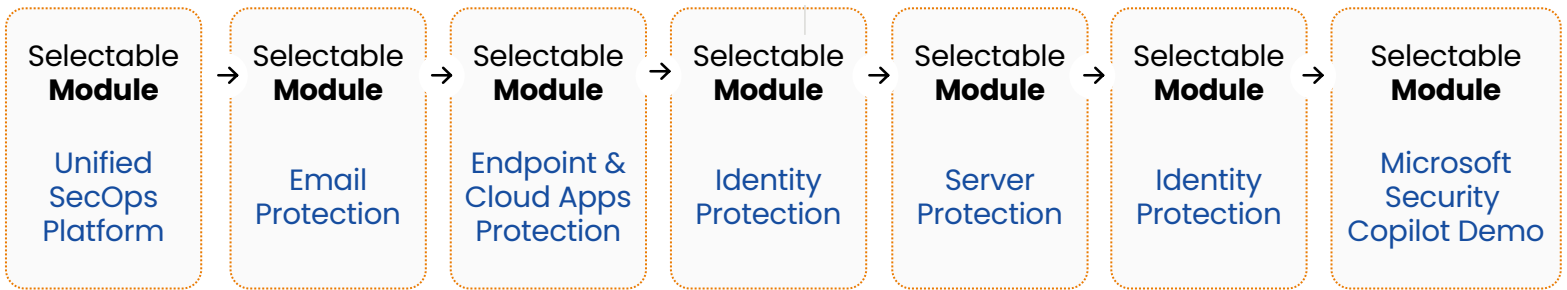 Selectable
Module
Unified
SecOps
Platform
Selectable
Module
Email
Protection
Selectable
Module
Endpoint &
Cloud Apps
Protection
Selectable
Module
Identity
Protection
Selectable
Module
Server
Protection
Selectable
Module
Identity
Protection
Selectable
Module
Microsoft
Security
Copilot Demo